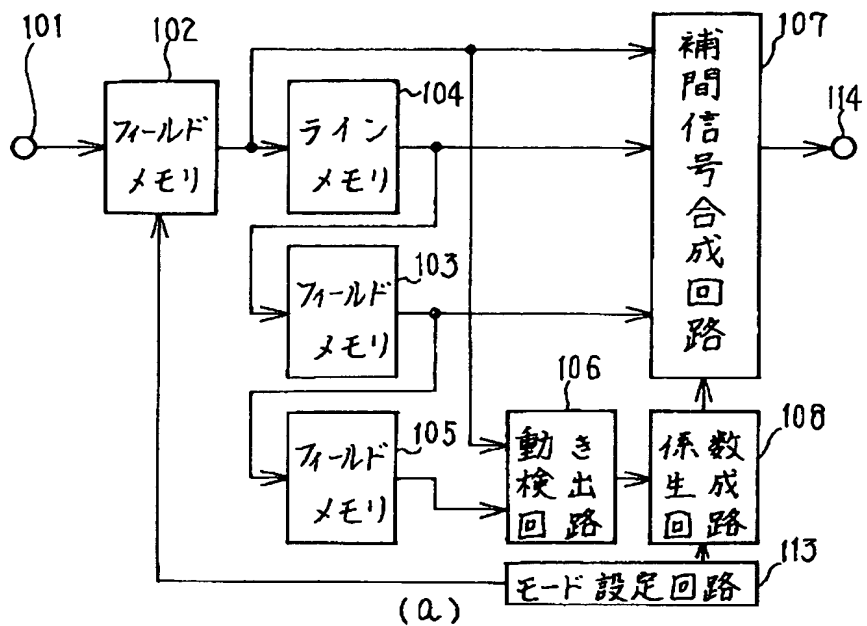 101
102
フィールド
メモリ
104
ライン
メモリ
103
フィールド
メモリ
105
フィールド
メモリ
106
動き
検出
回路
107
補間信号合成回路
114
108
係数
生成
回路
113
モード設定回路
(a)